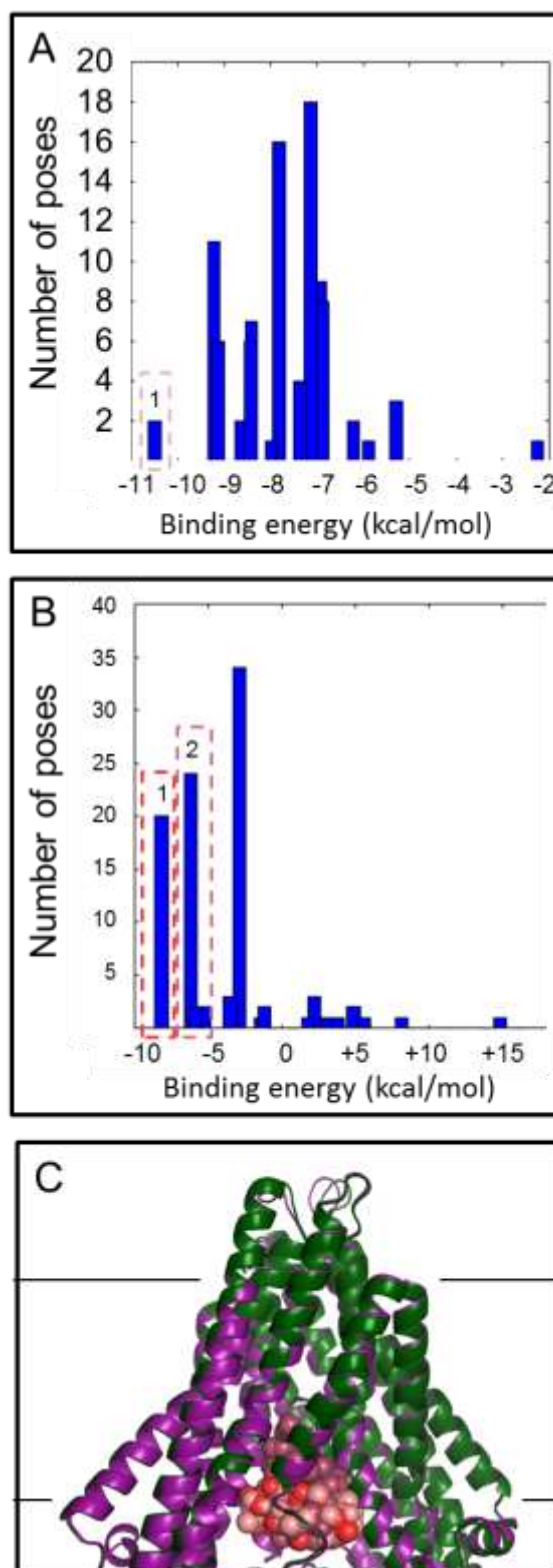 A
20
18
16
14
12
10
8
6
4
2
Number of poses
1
-11 -10 -9 -8 -7 -6 -5 -4 -3 -2
Binding energy (kcal/mol)
B
40
35
30
25
20
15
10
5
Number of poses
1
2
-10 -5 0 +5 +10 +15
Binding energy (kcal/mol)
C